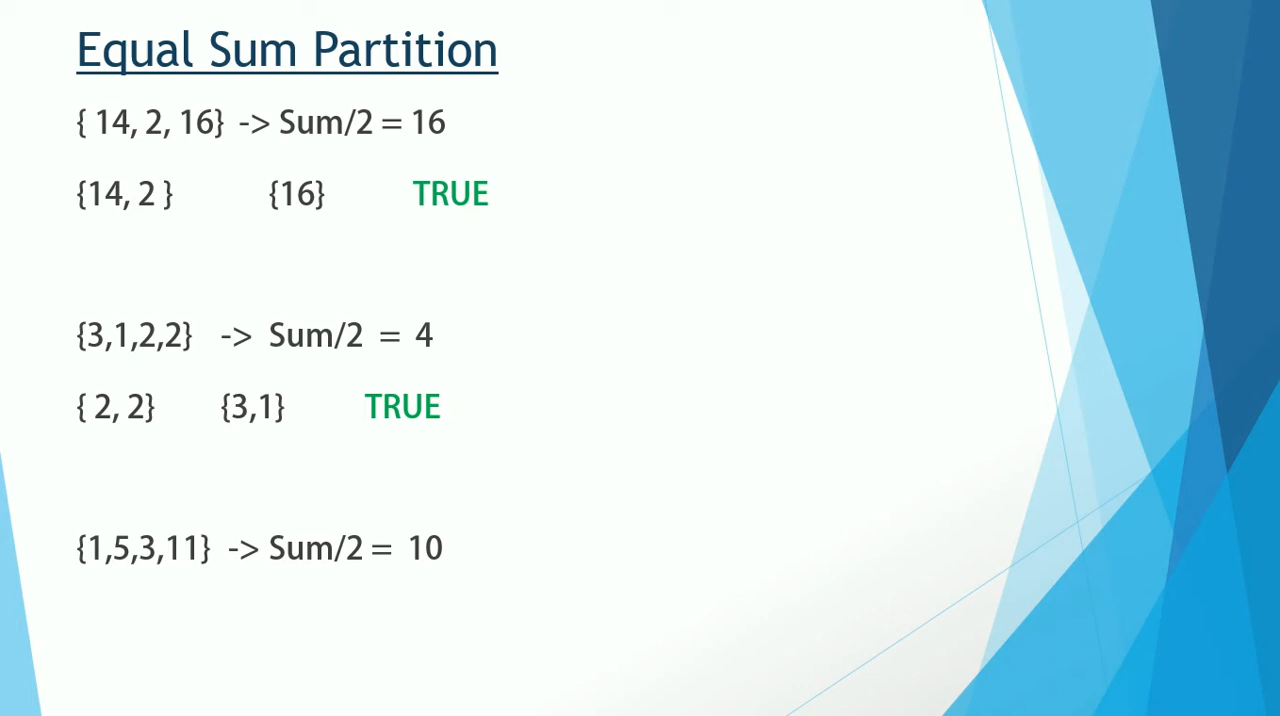 Equal Sum Partition
{ 14, 2, 16} -> Sum/2 = 16
{14, 2 } {16} TRUE
{3,1,2,2} -> Sum/2 = 4
{ 2, 2} {3,1} TRUE
{1,5,3,11} -> Sum/2 = 10